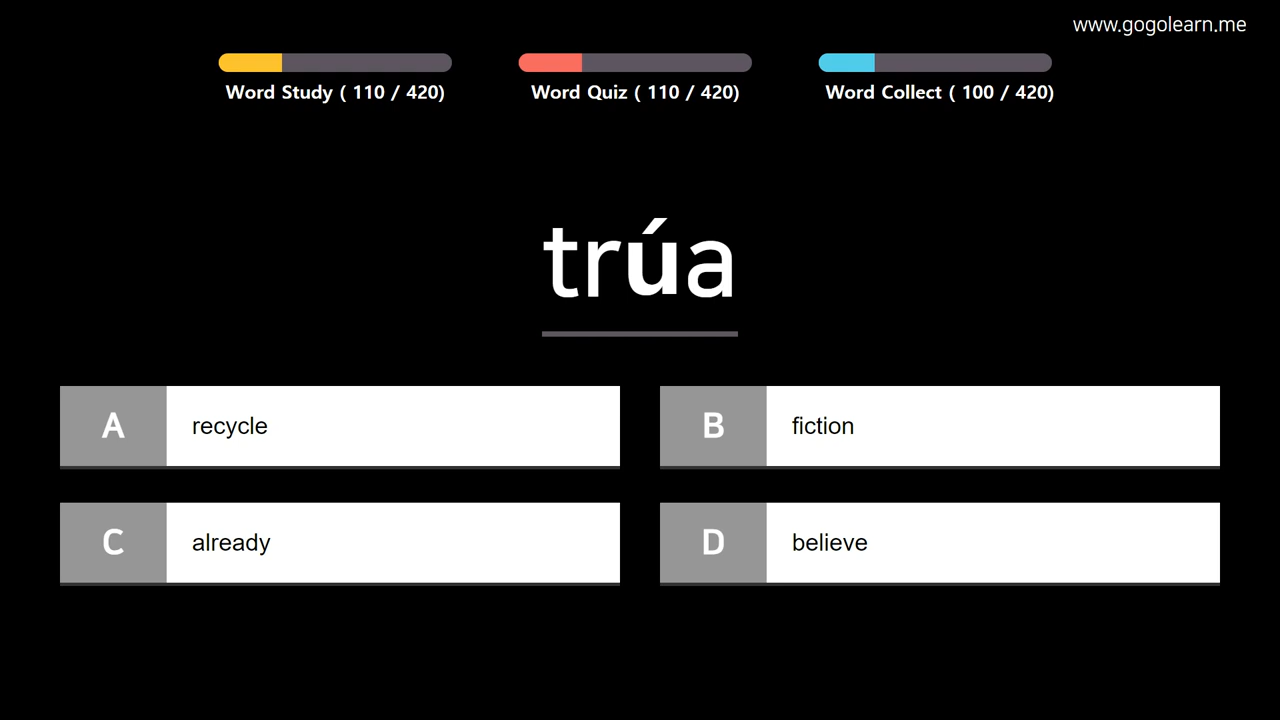 www.gogolearn.me
Word Study ( 110 / 420)
Word Quiz ( 110 / 420)
Word Collect ( 100 / 420)
trúa
A recycle
B fiction
C already
D believe